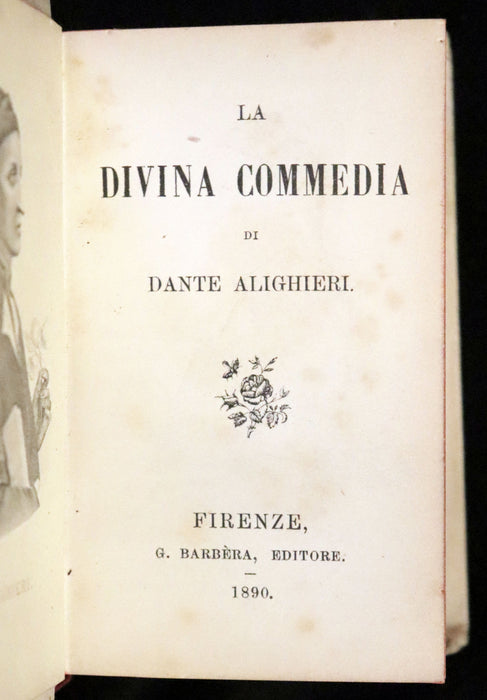 LA
DIVINA COMMEDIA
DI
DANTE ALIGHIERI.
FIRENZE,
G. BARBÈRA, EDITORE.
1890.